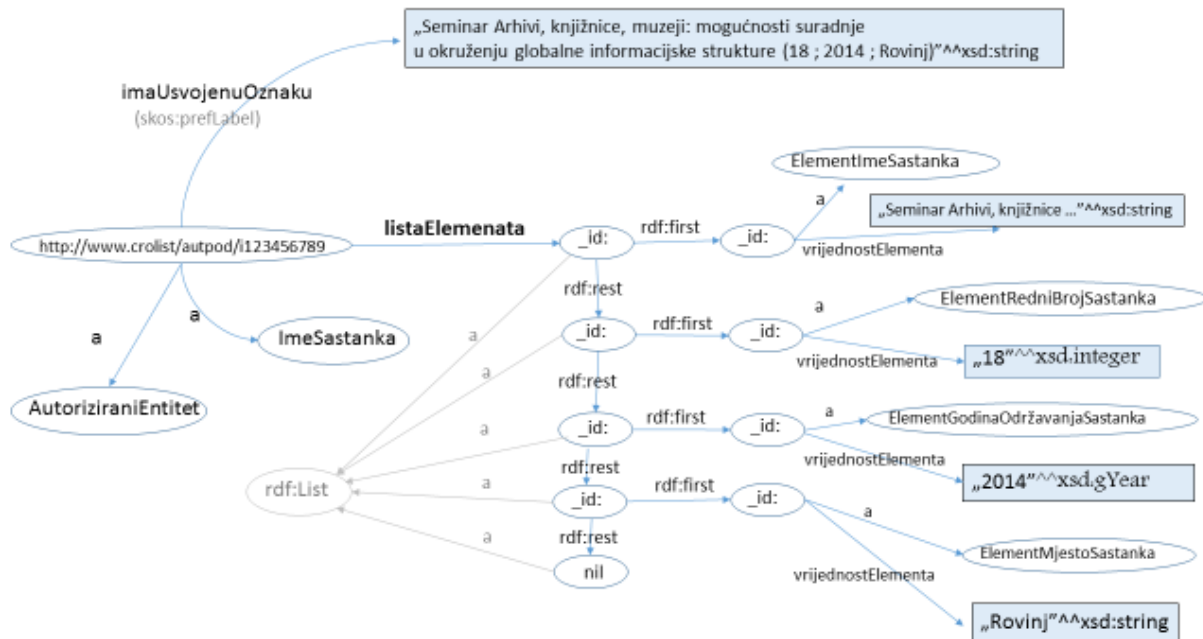 „Seminar Arhivi, knjižnice, muzeji: mogućnosti suradnje
u okruženju globalne informacijske strukture (18 ; 2014 ; Rovinj)”^^xsd:string
imaUsvojenuOznaku
(skos:prefLabel)
ElementImeSastanka
a
„Seminar Arhivi, knjižnice ...”^^xsd:string
http://www.crolist/autpod/i123456789
listaElemenata
_id:
rdf:first
_id:
vrijednostElementa
rdf:rest
a
ElementRedniBrojSastanka
a
a
a
ImeSastanka
_id:
rdf:first
_id:
vrijednostElementa
„18”^^xsd.integer
a
rdf:rest
AutoriziraniEntitet
a
ElementGodinaOdržavanjaSastanka
a
_id:
rdf:first
_id:
vrijednostElementa
rdf:rest
„2014”^^xsd.gYear
rdf:List
a
_id:
rdf:first
_id:
a
rdf:rest
a
ElementMjestoSastanka
nil
vrijednostElementa
„Rovinj”^^xsd:string